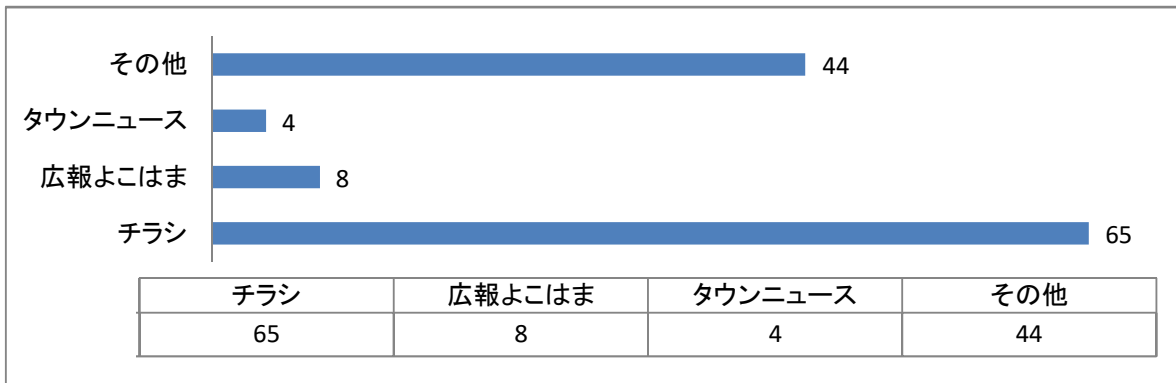 その他 44
タウンニュース 4
広報よこはま 8
チラシ 65
チラシ 広報よこはま タウンニュース その他
65 8 4 44